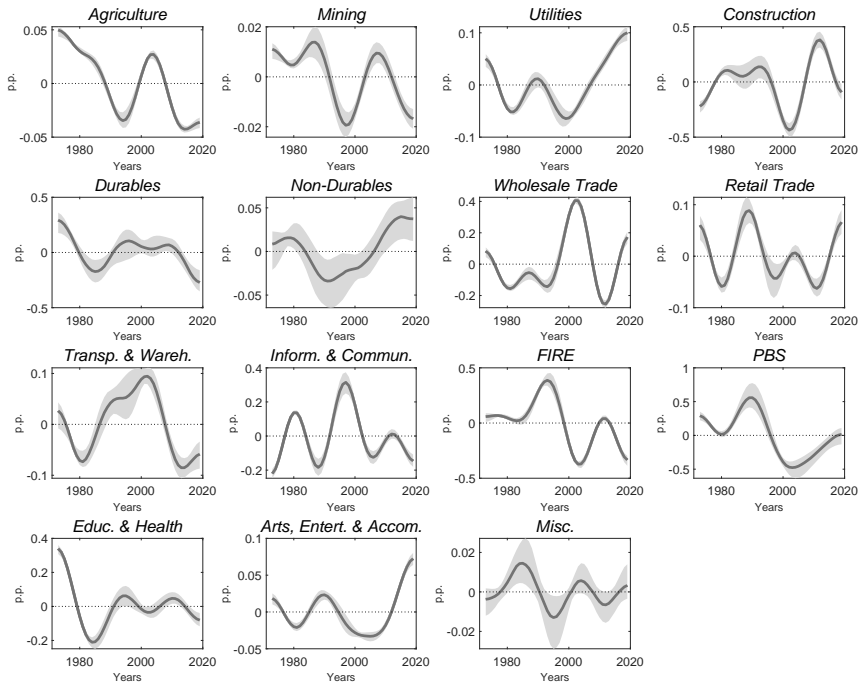 Agriculture
0.05
0
-0.05
p.p.
1980 2000 2020
Years
Mining
0.02
0
-0.02
p.p.
1980 2000 2020
Years
Utilities
0.1
0
-0.1
p.p.
1980 2000 2020
Years
Construction
0.5
0
-0.5
p.p.
1980 2000 2020
Years
Durables
0.5
0
-0.5
p.p.
1980 2000 2020
Years
Non-Durables
0.05
0
-0.05
p.p.
1980 2000 2020
Years
Wholesale Trade
0.4
0.2
0
-0.2
p.p.
1980 2000 2020
Years
Retail Trade
0.1
0
-0.1
p.p.
1980 2000 2020
Years
Transp. & Wareh.
0.1
0
-0.1
p.p.
1980 2000 2020
Years
Inform. & Commun.
0.4
0.2
0
-0.2
p.p.
1980 2000 2020
Years
FIRE
0.5
0
-0.5
p.p.
1980 2000 2020
Years
PBS
1
0.5
0
-0.5
p.p.
1980 2000 2020
Years
Educ. & Health
0.4
0.2
0
-0.2
p.p.
1980 2000 2020
Years
Arts, Entert. & Accom.
0.1
0.05
0
-0.05
p.p.
1980 2000 2020
Years
Misc.
0.02
0
-0.02
p.p.
1980 2000 2020
Years